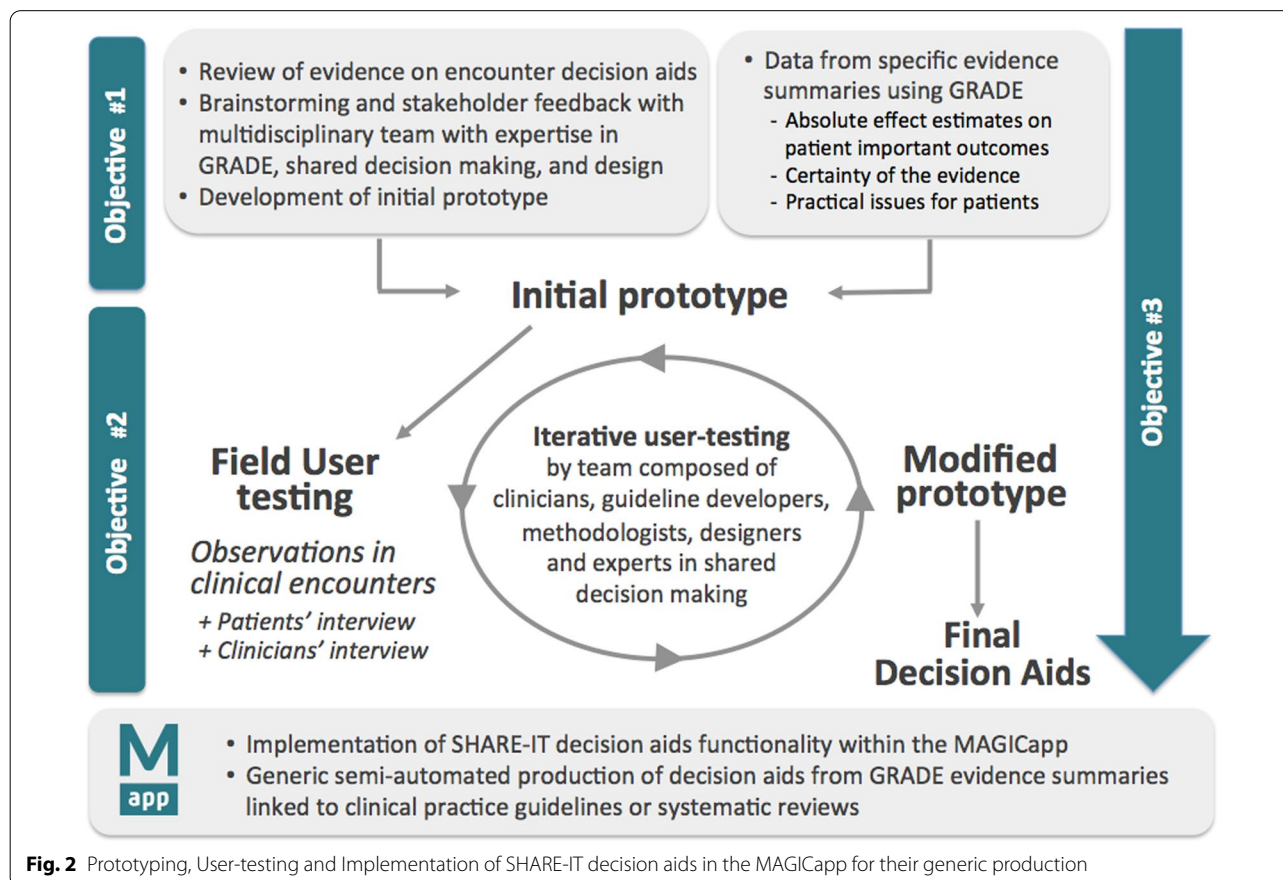 Objective #1
• Review of evidence on encounter decision aids
• Brainstorming and stakeholder feedback with
multidisciplinary team with expertise in
GRADE, shared decision making, and design
• Development of initial prototype
• Data from specific evidence
summaries using GRADE
- Absolute effect estimates on
patient important outcomes
- Certainty of the evidence
- Practical issues for patients
Initial prototype
Objective #2
Objective #3
Field User
testing
Observations in
clinical encounters
+ Patients’ interview
+ Clinicians’ interview
Iterative user-testing
by team composed of
clinicians, guideline developers,
methodologists, designers
and experts in shared
decision making
Modified
prototype
Final
Decision Aids
M
app
• Implementation of SHARE-IT decision aids functionality within the MAGICapp
• Generic semi-automated production of decision aids from GRADE evidence summaries
linked to clinical practice guidelines or systematic reviews
Fig. 2 Prototyping, User-testing and Implementation of SHARE-IT decision aids in the MAGICapp for their generic production